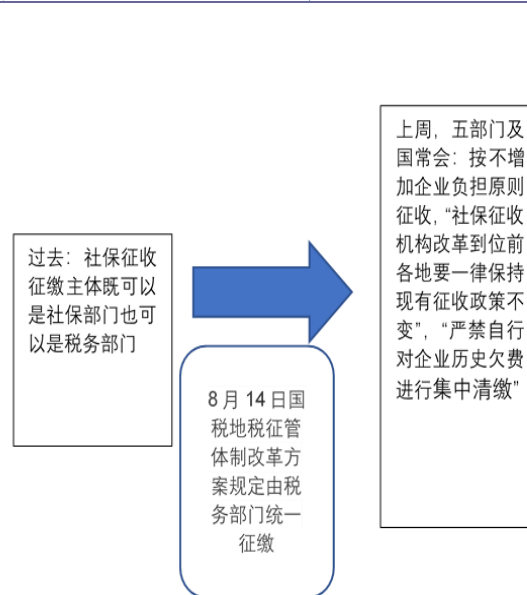 过去：社保征收
征缴主体既可以
是社保部门也可
以是税务部门
8月14日国
税地税征管
体制改革方
案规定由税
务部门统一
征缴
上周，五部门及
国常会：按不增
加企业负担原则
征收，“社保征收
机构改革到位前
各地要一律保持
现有征收政策不
变”，“严禁自行
对企业历史欠费
进行集中清缴”